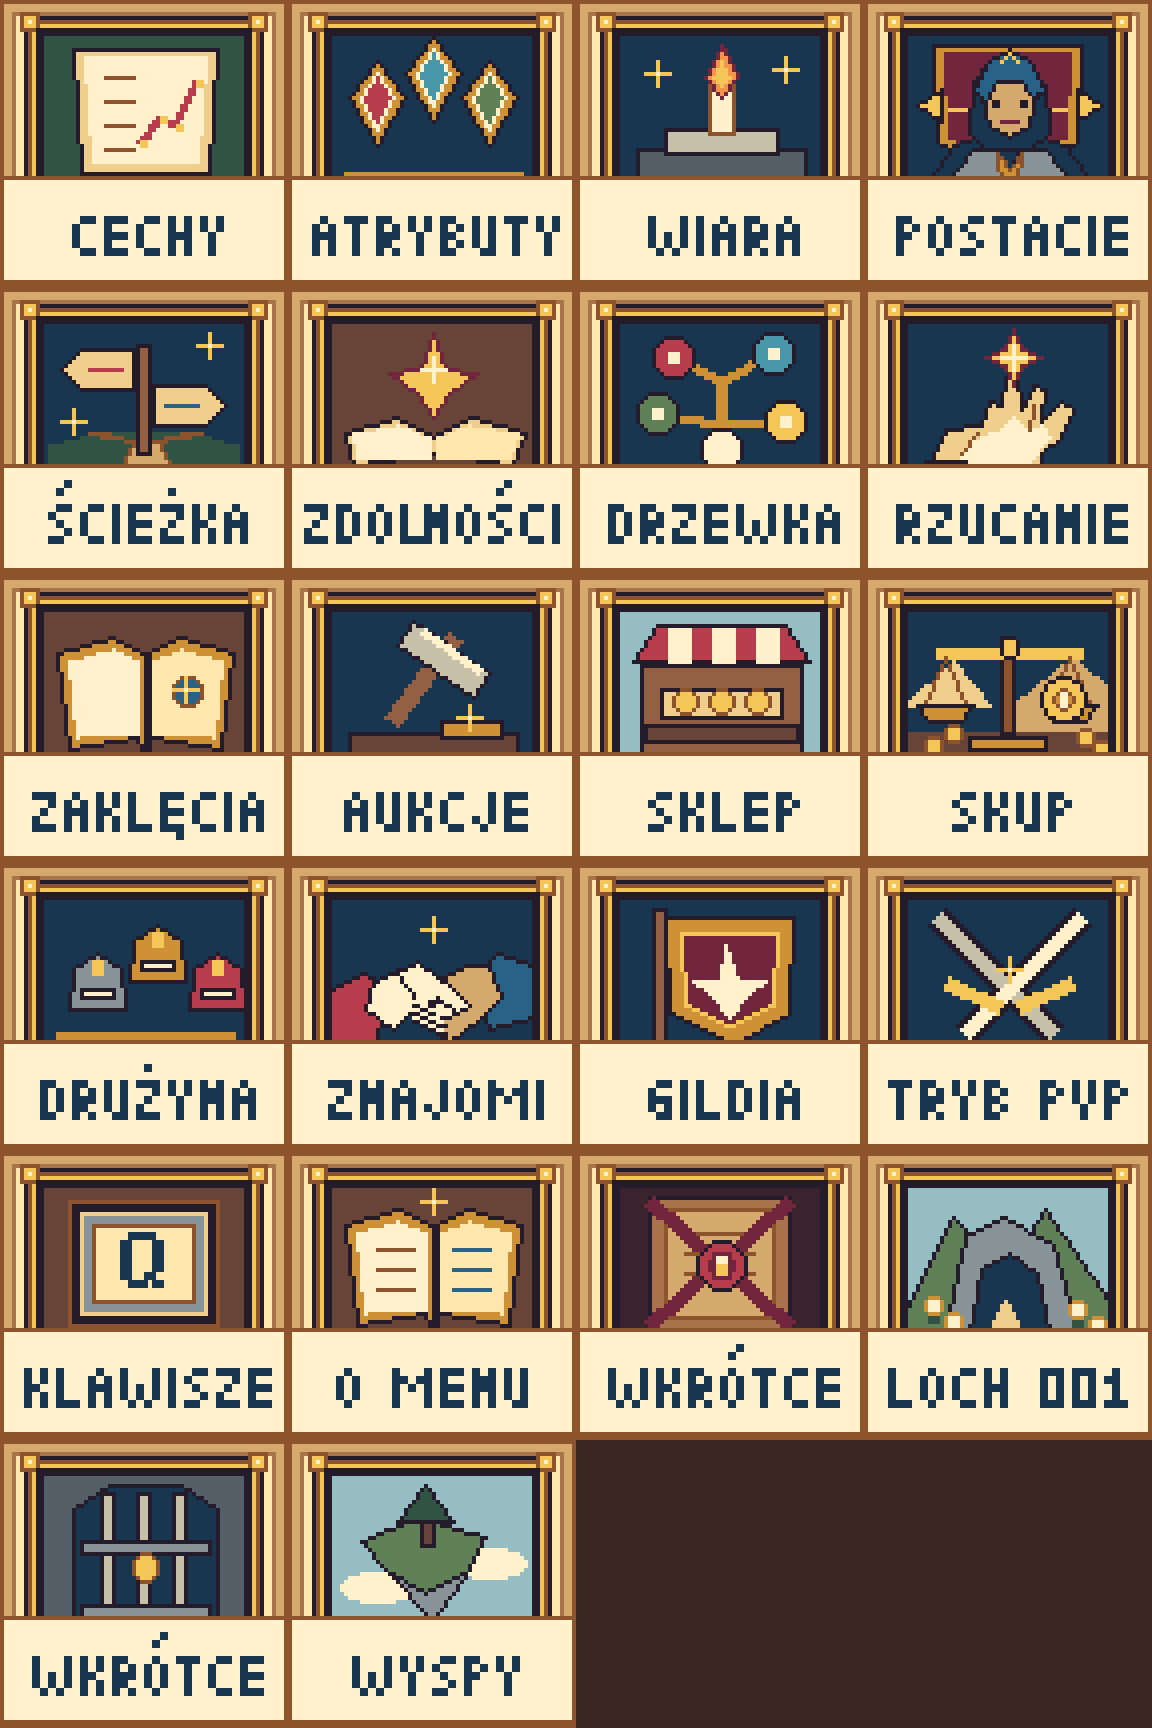 CECHY
ATRYBUTY
WIARA
POSTACIE
ŚCIEŻKA
ZDOLNOŚCI
DRZEWKA
RZUCANIE
ZAKLĘCIA
AUKCJE
SKLEP
SKUP
DRUŻYNA
ZNAJOMI
GILDIA
TRYB PVP
Q
KLAWISZE
O MENU
WKRÓTCE
LOCH 001
WKRÓTCE
WYSPY